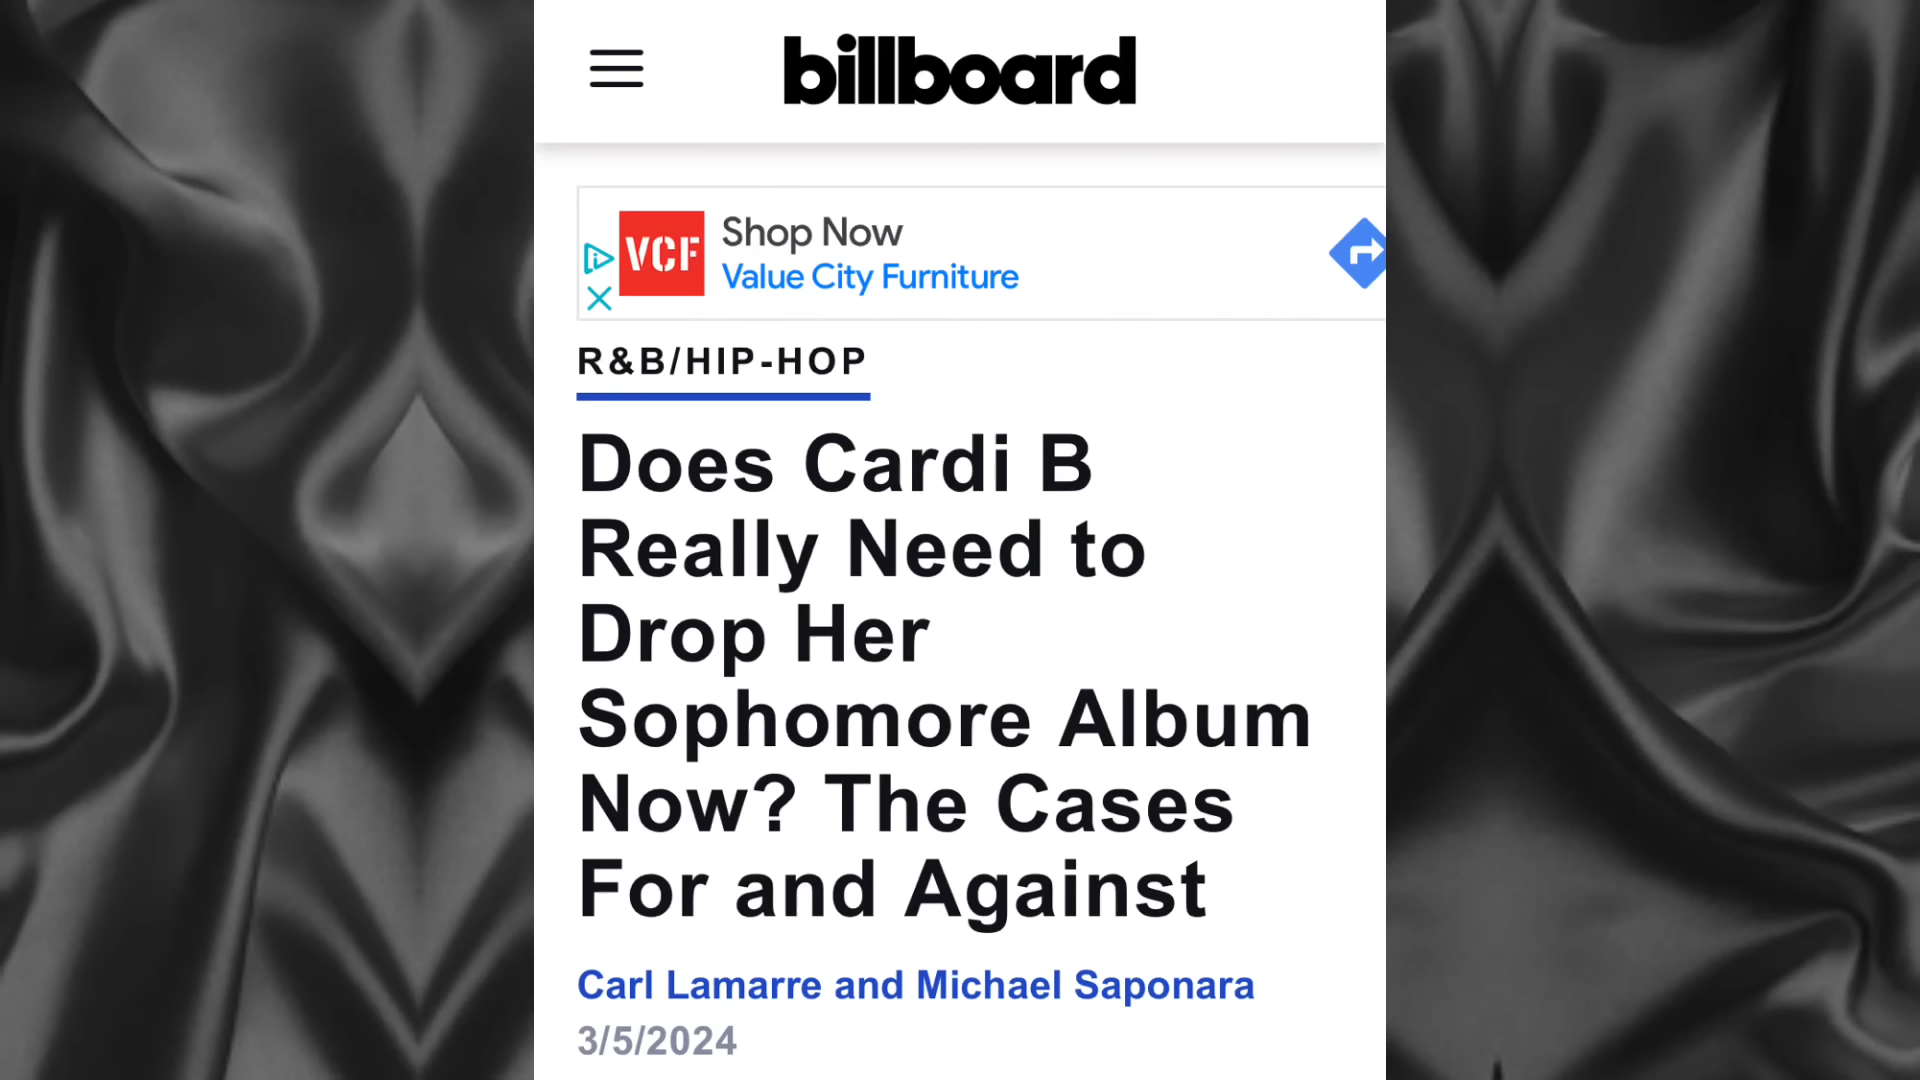 billboard
VCF
Shop Now
Value City Furniture
R&B/HIP-HOP
Does Cardi B
Really Need to
Drop Her
Sophomore Album
Now? The Cases
For and Against
Carl Lamarre and Michael Saponara
3/5/2024